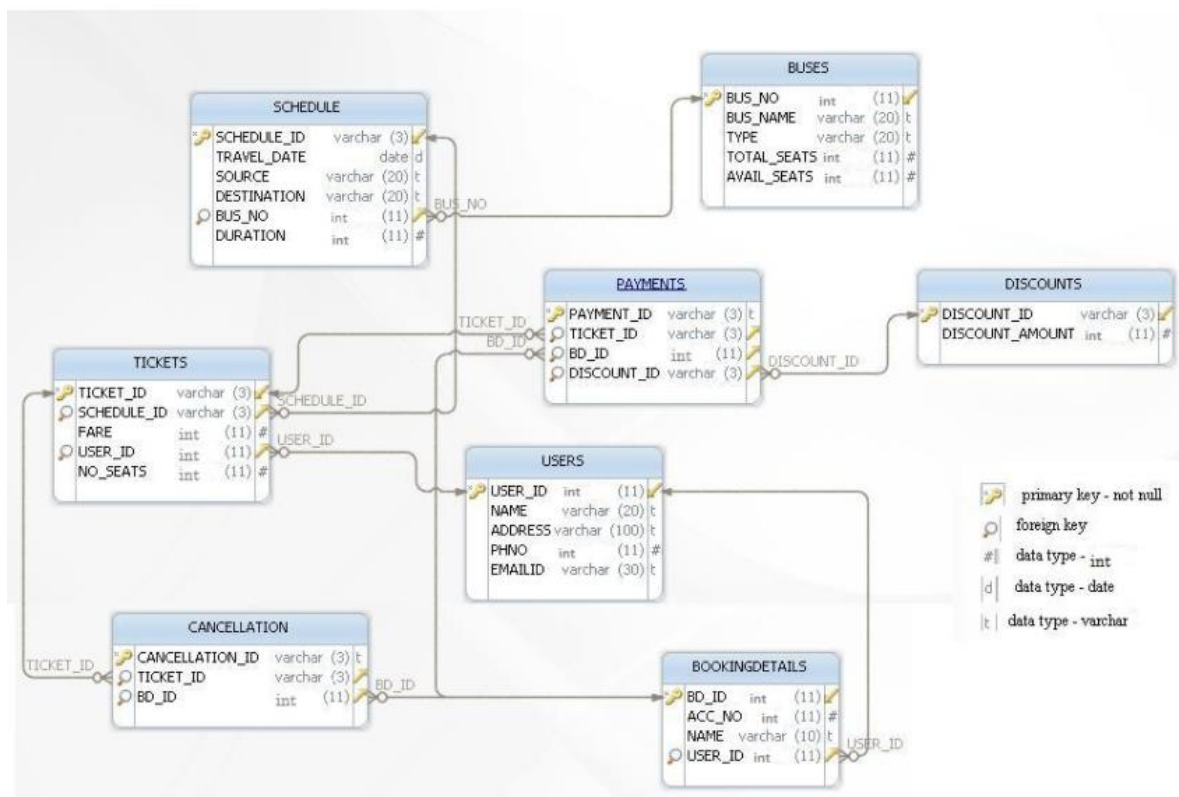 BUSES
BUS_NO int (11)
BUS_NAME varchar (20) t
TYPE varchar (20) t
TOTAL_SEATS int (11) #
AVAIL_SEATS int (11) #
SCHEDULE
SCHEDULE_ID varchar (3)
TRAVEL_DATE date d
SOURCE varchar (20) t
DESTINATION varchar (20) t
BUS_NO int (11)
DURATION int (11) #
BUS_NO
PAYMENTS
PAYMENT_ID varchar (3) t
TICKET_ID varchar (3)
BD_ID int (11)
DISCOUNT_ID varchar (3)
TICKET_ID
BD_ID
DISCOUNT_ID
DISCOUNTS
DISCOUNT_ID varchar (3)
DISCOUNT_AMOUNT int (11) #
TICKETS
TICKET_ID varchar (3)
SCHEDULE_ID varchar (3)
FARE int (11) #
USER_ID int (11)
NO_SEATS int (11) #
SCHEDULE_ID
USER_ID
USERS
USER_ID int (11)
NAME varchar (20) t
ADDRESS varchar (100) t
PHNO int (11) #
EMAILID varchar (30) t
primary key - not null
foreign key
# data type - int
d data type - date
t data type - varchar
CANCELLATION
CANCELLATION_ID varchar (3) t
TICKET_ID varchar (3)
BD_ID int (11)
TICKET_ID
BD_ID
BOOKINGDETAILS
BD_ID int (11)
ACC_NO int (11) #
NAME varchar (10) t
USER_ID int (11)
USER_ID